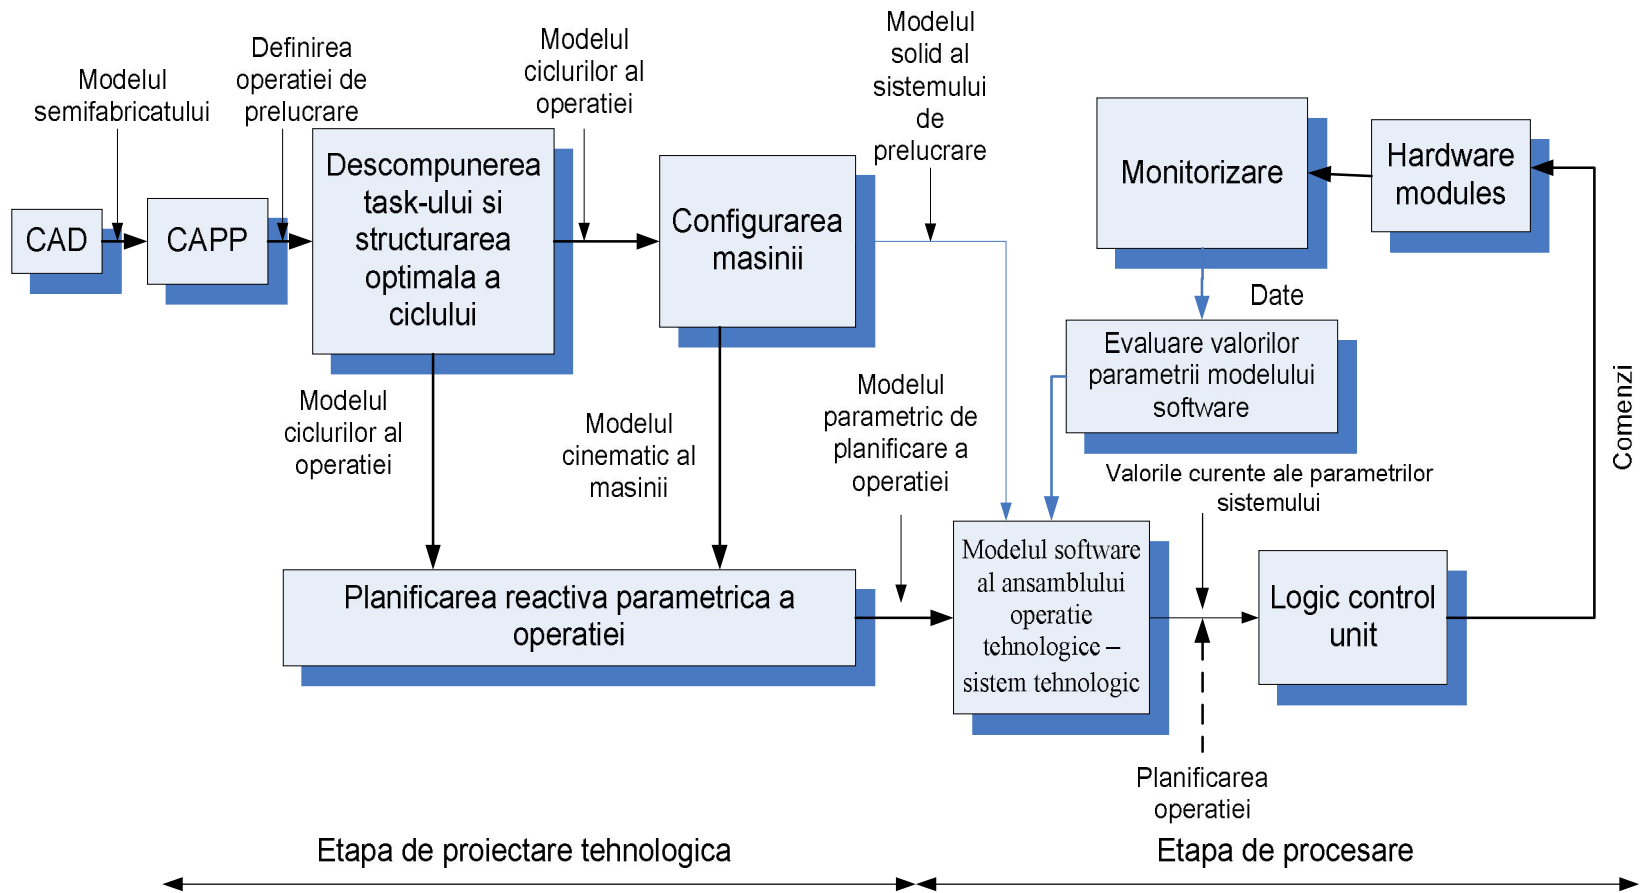 Modelul
semifabricatului
Definirea
operatiei de
prelucrare
Modelul
ciclurilor al
operatiei
Modelul
solid al
sistemului
de
prelucrare
CAD
CAPP
Descompunerea
task-ului si
structurarea
optimala a
ciclului
Configurarea
masinii
Monitorizare
Hardware
modules
Date
Evaluare valorilor
parametrii modelului
software
Comenzi
Modelul
ciclurilor al
operatiei
Modelul
cinematic al
masinii
Modelul
parametric de
planificare a
operatiei
Valorile curente ale parametrilor
sistemului
Planificarea reactiva parametrica a
operatiei
Modelul software
al ansamblului
operatie
tehnologice –
sistem tehnologic
Logic control
unit
Planificarea
operatiei
Etapa de proiectare tehnologica
Etapa de procesare